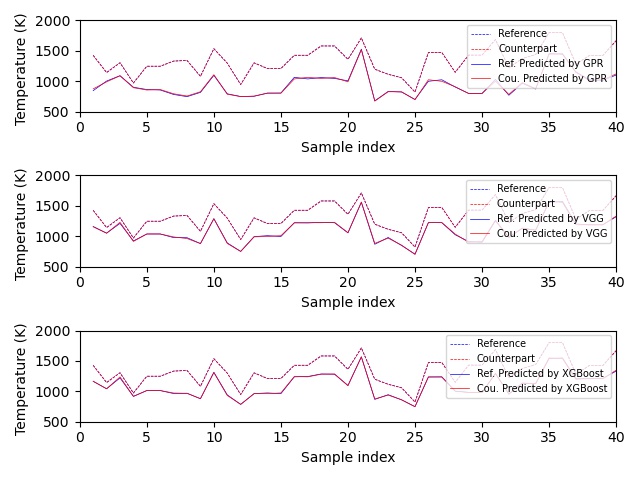 2000
1500
1000
500
Temperature (K)
Reference
Counterpart
Ref. Predicted by GPR
Cou. Predicted by GPR
0 5 10 15 20 25 30 35 40
Sample index
2000
1500
1000
500
Temperature (K)
Reference
Counterpart
Ref. Predicted by VGG
Cou. Predicted by VGG
0 5 10 15 20 25 30 35 40
Sample index
2000
1500
1000
500
Temperature (K)
Reference
Counterpart
Ref. Predicted by XGBoost
Cou. Predicted by XGBoost
0 5 10 15 20 25 30 35 40
Sample index